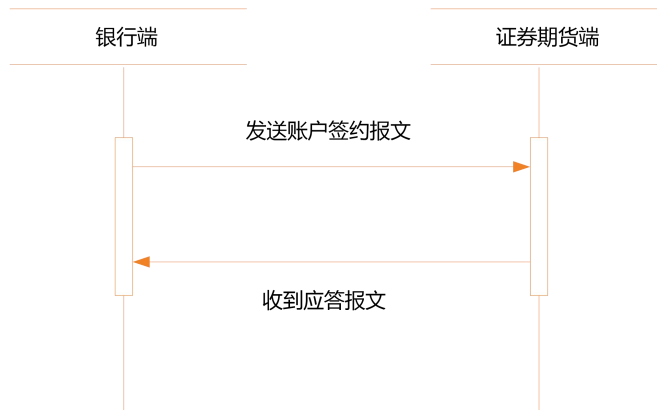 银行端
证券期货端
发送账户签约报文
收到应答报文